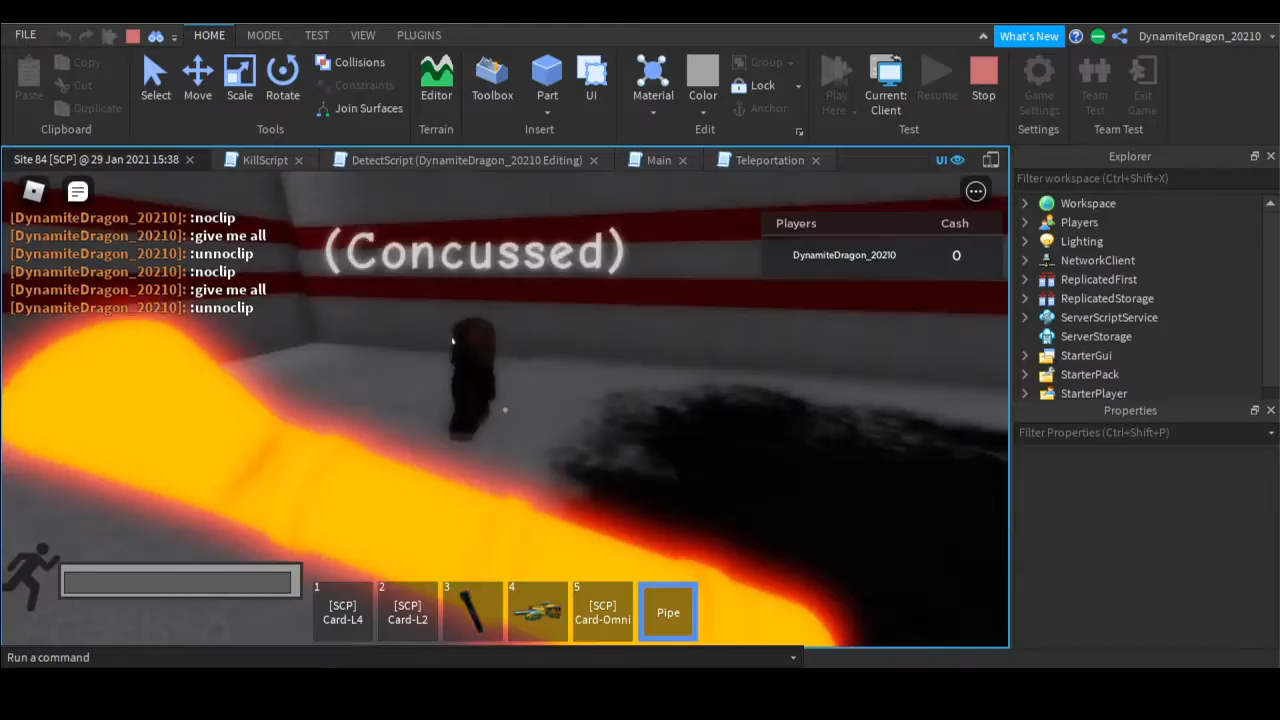 FILE HOME MODEL TEST VIEW PLUGINS What's New DynamiteDragon_20210
Paste Copy Cut Duplicate Select Move Scale Rotate Collisions Constraints Join Surfaces Editor Toolbox Part UI Material Color Group Lock Anchor Play Here Current: Client Resume Stop Game Settings Team Test Exit Game
Clipboard Tools Terrain Insert Edit Test Settings Team Test
Site 84 [SCP] @ 29 Jan 2021 15:38 KillScript DetectScript (DynamiteDragon_20210 Editing) Main Teleportation UI
Explorer
Filter workspace (Ctrl+Shift+X)
Workspace
Players
Lighting
NetworkClient
ReplicatedFirst
ReplicatedStorage
ServerScriptService
ServerStorage
StarterGui
StarterPack
StarterPlayer
Properties
Filter Properties (Ctrl+Shift+P)
[DynamiteDragon_20210]: :noclip
[DynamiteDragon_20210]: :give me all
[DynamiteDragon_20210]: :unnoclip
[DynamiteDragon_20210]: :noclip
[DynamiteDragon_20210]: :give me all
[DynamiteDragon_20210]: :unnoclip
(Concussed)
Players Cash
DynamiteDragon_20210 0
1 [SCP] Card-L4
2 [SCP] Card-L2
3
4
5 [SCP] Card-Omni
Pipe
Run a command